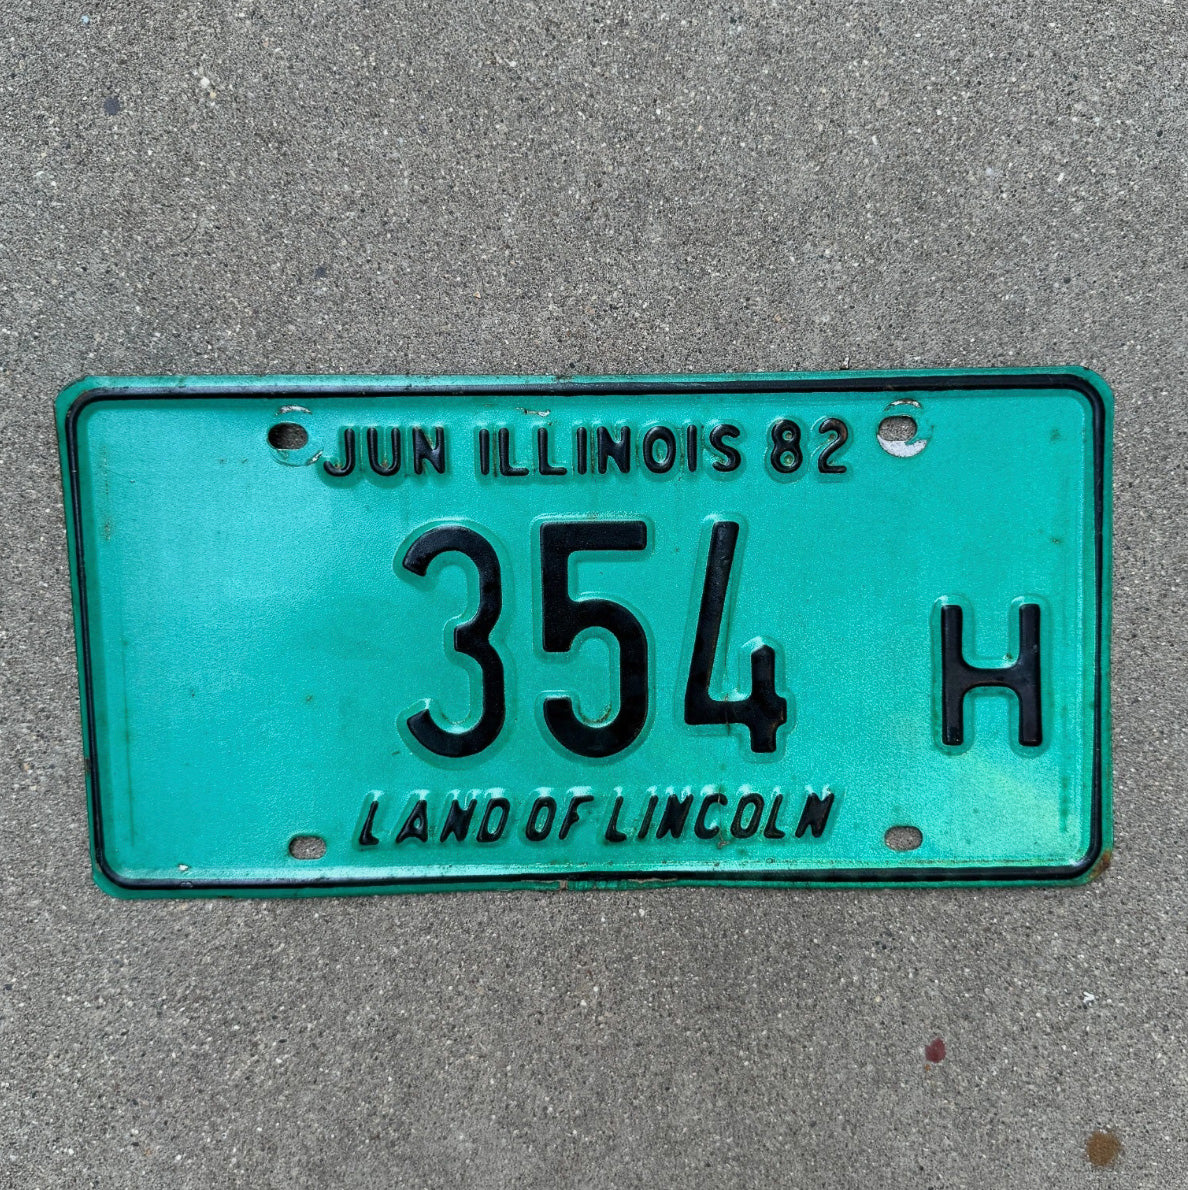 JUN ILLINOIS 82
354 H
LAND OF LINCOLN